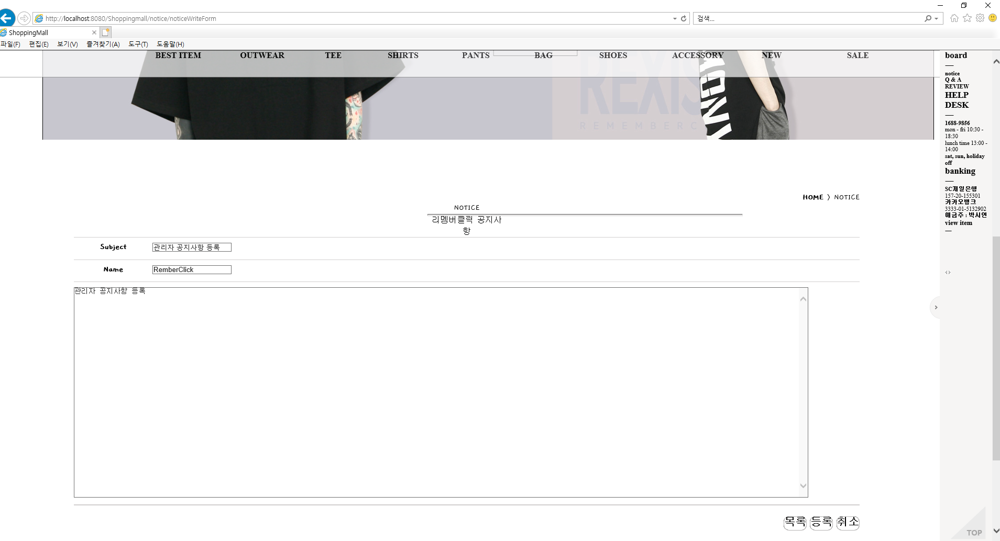 http://localhost:8080/Shoppingmall/notice/noticeWriteForm
검색...
ShoppingMall
파일(F) 편집(E) 보기(V) 즐겨찾기(A) 도구(T) 도움말(H)
BEST ITEM OUTWEAR TEE SHIRTS PANTS BAG SHOES ACCESSORY NEW SALE
REXIS
REMEMBERC
HOME 〉 NOTICE
NOTICE
리멤버클릭 공지사
항
Subject 관리자 공지사항 등록
Name RemberClick
관리자 공지사항 등록
목록 등록 취소
board
notice
Q & A
REVIEW
HELP
DESK
1688-9856
mon - fri 10:30 -
18:30
lunch time 13:00 -
14:00
sat, sun, holiday
off
banking
SC제일은행
157-20-155301
카카오뱅크
3333-01-5132902
예금주 : 박시연
view item
TOP